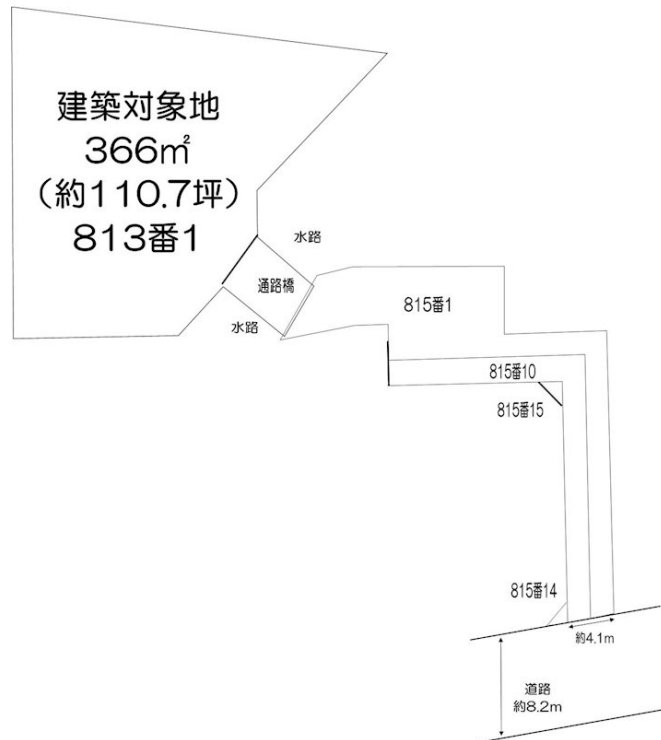 建築対象地
366㎡
（約110.7坪）
813番1
水路
通路橋
水路
815番1
815番10
815番15
815番14
約4.1m
道路
約8.2m